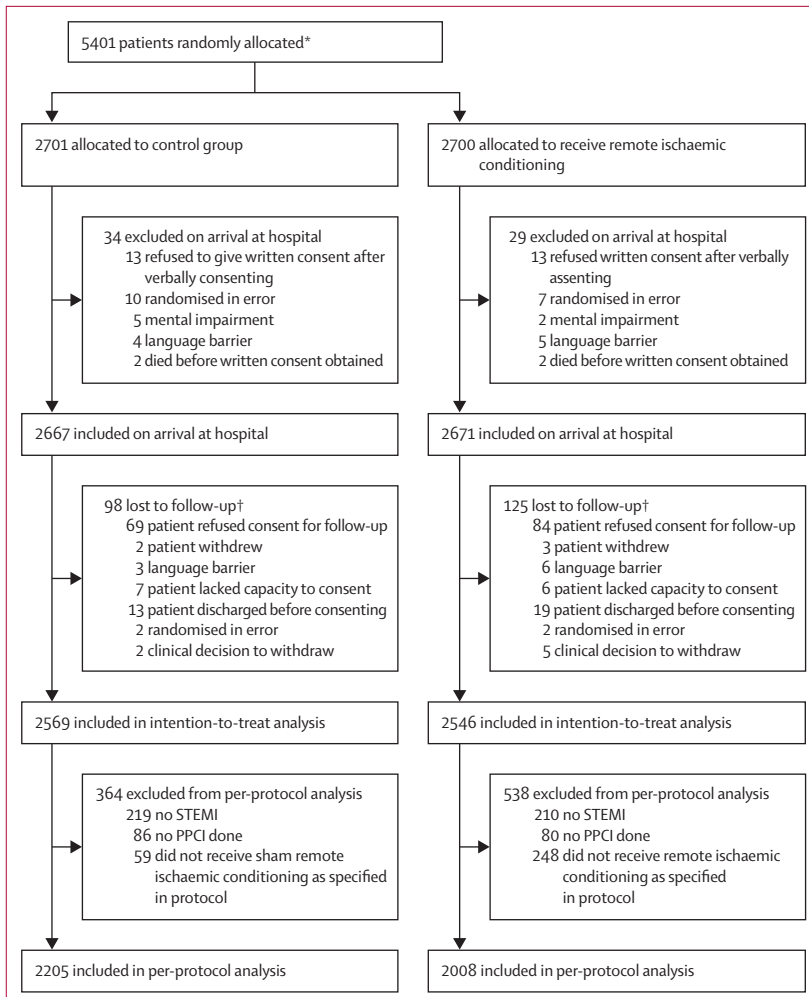 5401 patients randomly allocated*
2701 allocated to control group
2700 allocated to receive remote ischaemic
conditioning
34 excluded on arrival at hospital
13 refused to give written consent after
verbally consenting
10 randomised in error
5 mental impairment
4 language barrier
2 died before written consent obtained
29 excluded on arrival at hospital
13 refused written consent after verbally
assenting
7 randomised in error
2 mental impairment
5 language barrier
2 died before written consent obtained
2667 included on arrival at hospital
2671 included on arrival at hospital
98 lost to follow-up†
69 patient refused consent for follow-up
2 patient withdrew
3 language barrier
7 patient lacked capacity to consent
13 patient discharged before consenting
2 randomised in error
2 clinical decision to withdraw
125 lost to follow-up†
84 patient refused consent for follow-up
3 patient withdrew
6 language barrier
6 patient lacked capacity to consent
19 patient discharged before consenting
2 randomised in error
5 clinical decision to withdraw
2569 included in intention-to-treat analysis
2546 included in intention-to-treat analysis
364 excluded from per-protocol analysis
219 no STEMI
86 no PPCI done
59 did not receive sham remote
ischaemic conditioning as specified
in protocol
538 excluded from per-protocol analysis
210 no STEMI
80 no PPCI done
248 did not receive remote ischaemic
conditioning as specified
in protocol
2205 included in per-protocol analysis
2008 included in per-protocol analysis